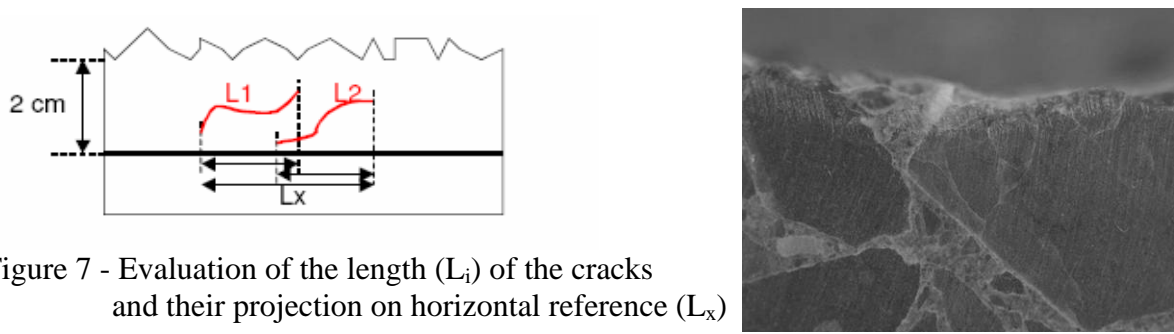 2 cm
L1
L2
Lx
igure 7 - Evaluation of the length (Li) of the cracks
and their projection on horizontal reference (Lx)